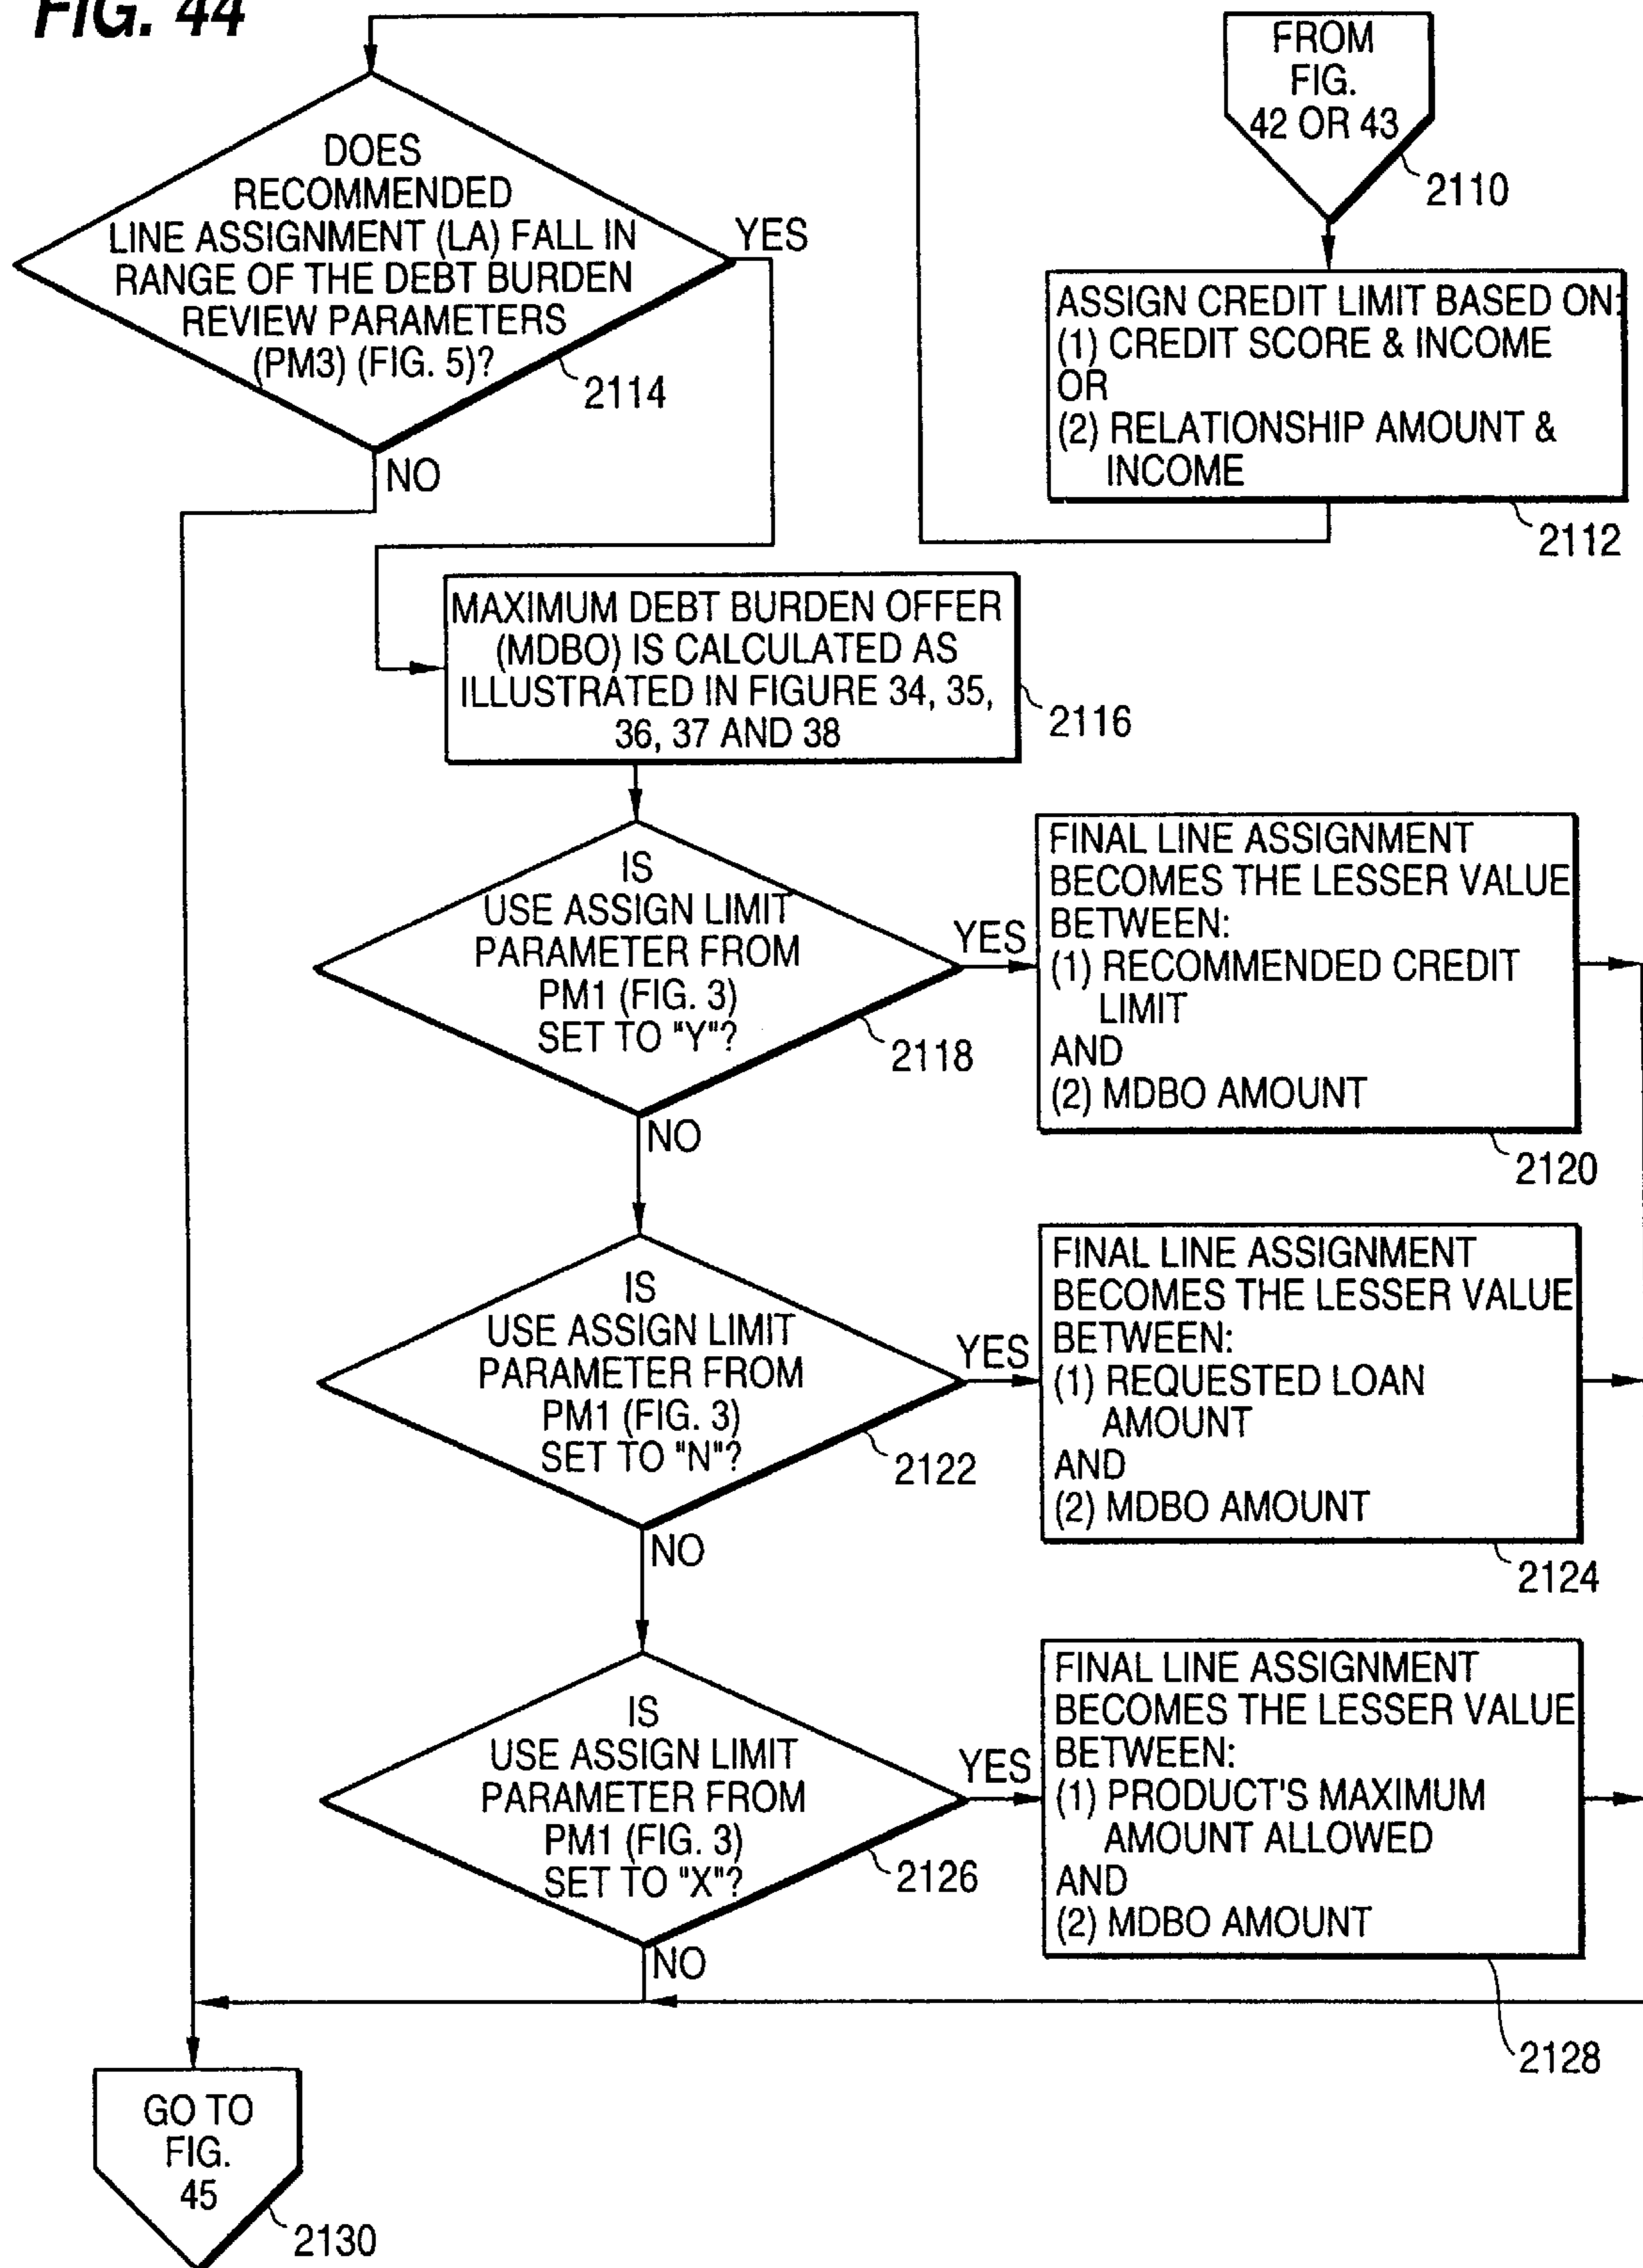 FIG. 44
FROM
FIG.
42 OR 43
2110
ASSIGN CREDIT LIMIT BASED ON:
(1) CREDIT SCORE & INCOME
OR
(2) RELATIONSHIP AMOUNT &
INCOME
2112
DOES
RECOMMENDED
LINE ASSIGNMENT (LA) FALL IN
RANGE OF THE DEBT BURDEN
REVIEW PARAMETERS
(PM3) (FIG. 5)?
2114
YES
NO
MAXIMUM DEBT BURDEN OFFER
(MDBO) IS CALCULATED AS
ILLUSTRATED IN FIGURE 34, 35,
36, 37 AND 38
2116
IS
USE ASSIGN LIMIT
PARAMETER FROM
PM1 (FIG. 3)
SET TO "Y"?
2118
YES
NO
FINAL LINE ASSIGNMENT
BECOMES THE LESSER VALUE
BETWEEN:
(1) RECOMMENDED CREDIT
LIMIT
AND
(2) MDBO AMOUNT
2120
IS
USE ASSIGN LIMIT
PARAMETER FROM
PM1 (FIG. 3)
SET TO "N"?
2122
YES
NO
FINAL LINE ASSIGNMENT
BECOMES THE LESSER VALUE
BETWEEN:
(1) REQUESTED LOAN
AMOUNT
AND
(2) MDBO AMOUNT
2124
IS
USE ASSIGN LIMIT
PARAMETER FROM
PM1 (FIG. 3)
SET TO "X"?
2126
YES
NO
FINAL LINE ASSIGNMENT
BECOMES THE LESSER VALUE
BETWEEN:
(1) PRODUCT'S MAXIMUM
AMOUNT ALLOWED
AND
(2) MDBO AMOUNT
2128
GO TO
FIG.
45
2130